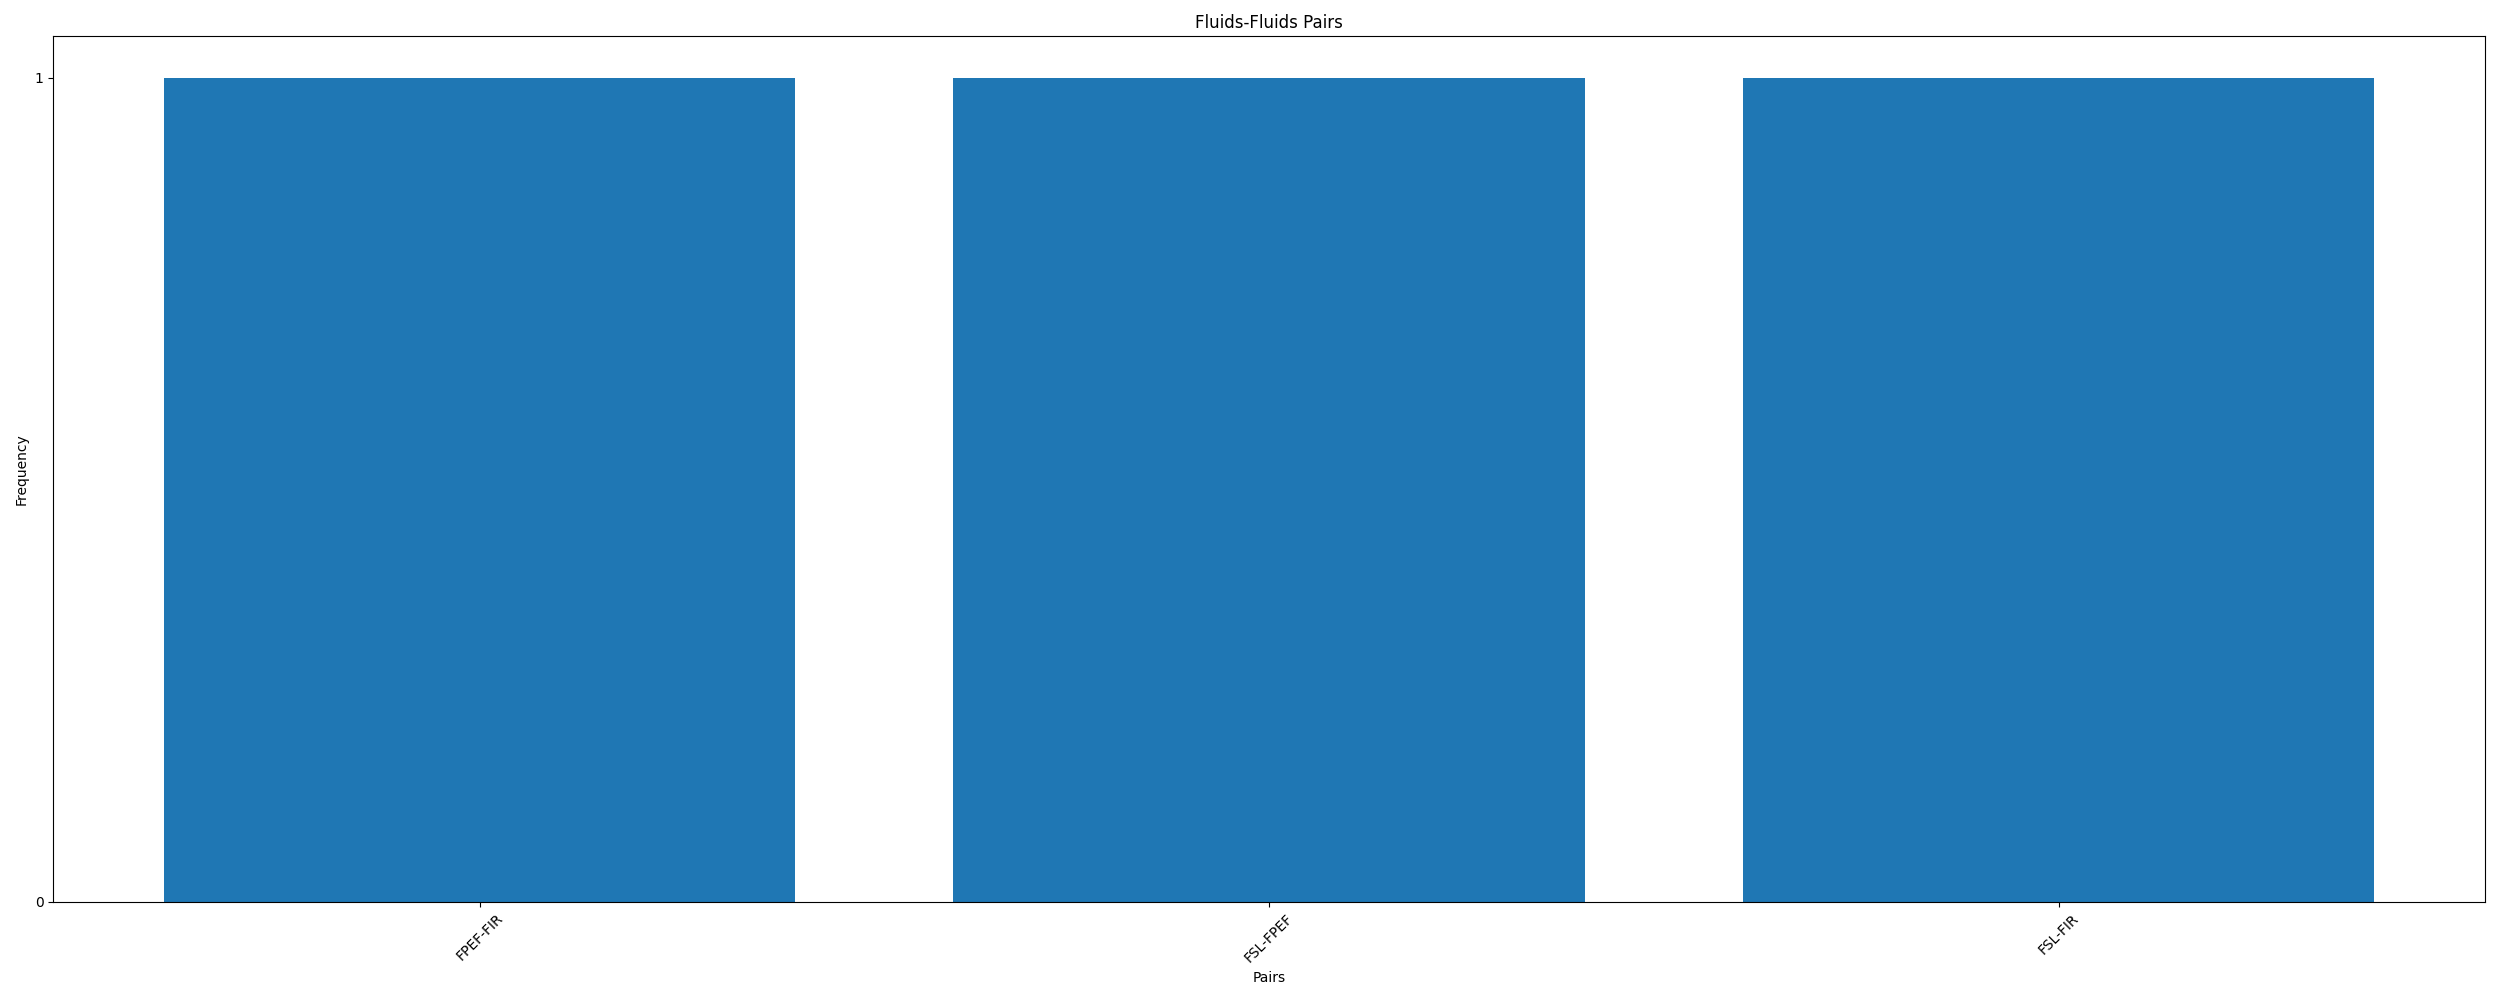 Fluids-Fluids Pairs
Frequency
1
0
FPEF-FIR
FSL-FPEF
FSL-FIR
Pairs